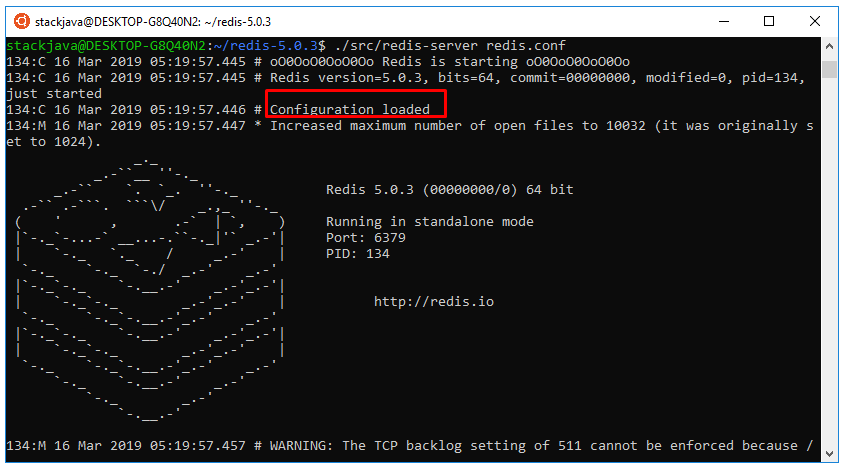 stackjava@DESKTOP-G8Q40N2: ~/redis-5.0.3
stackjava@DESKTOP-G8Q40N2:~/redis-5.0.3$ ./src/redis-server redis.conf
134:C 16 Mar 2019 05:19:57.445 # oO0OoO0OoO0Oo Redis is starting oO0OoO0OoO0Oo
134:C 16 Mar 2019 05:19:57.445 # Redis version=5.0.3, bits=64, commit=00000000, modified=0, pid=134,
just started
134:C 16 Mar 2019 05:19:57.446 # Configuration loaded
134:M 16 Mar 2019 05:19:57.447 * Increased maximum number of open files to 10032 (it was originally s
et to 1024).
Redis 5.0.3 (00000000/0) 64 bit
Running in standalone mode
Port: 6379
PID: 134
http://redis.io
134:M 16 Mar 2019 05:19:57.457 # WARNING: The TCP backlog setting of 511 cannot be enforced because /